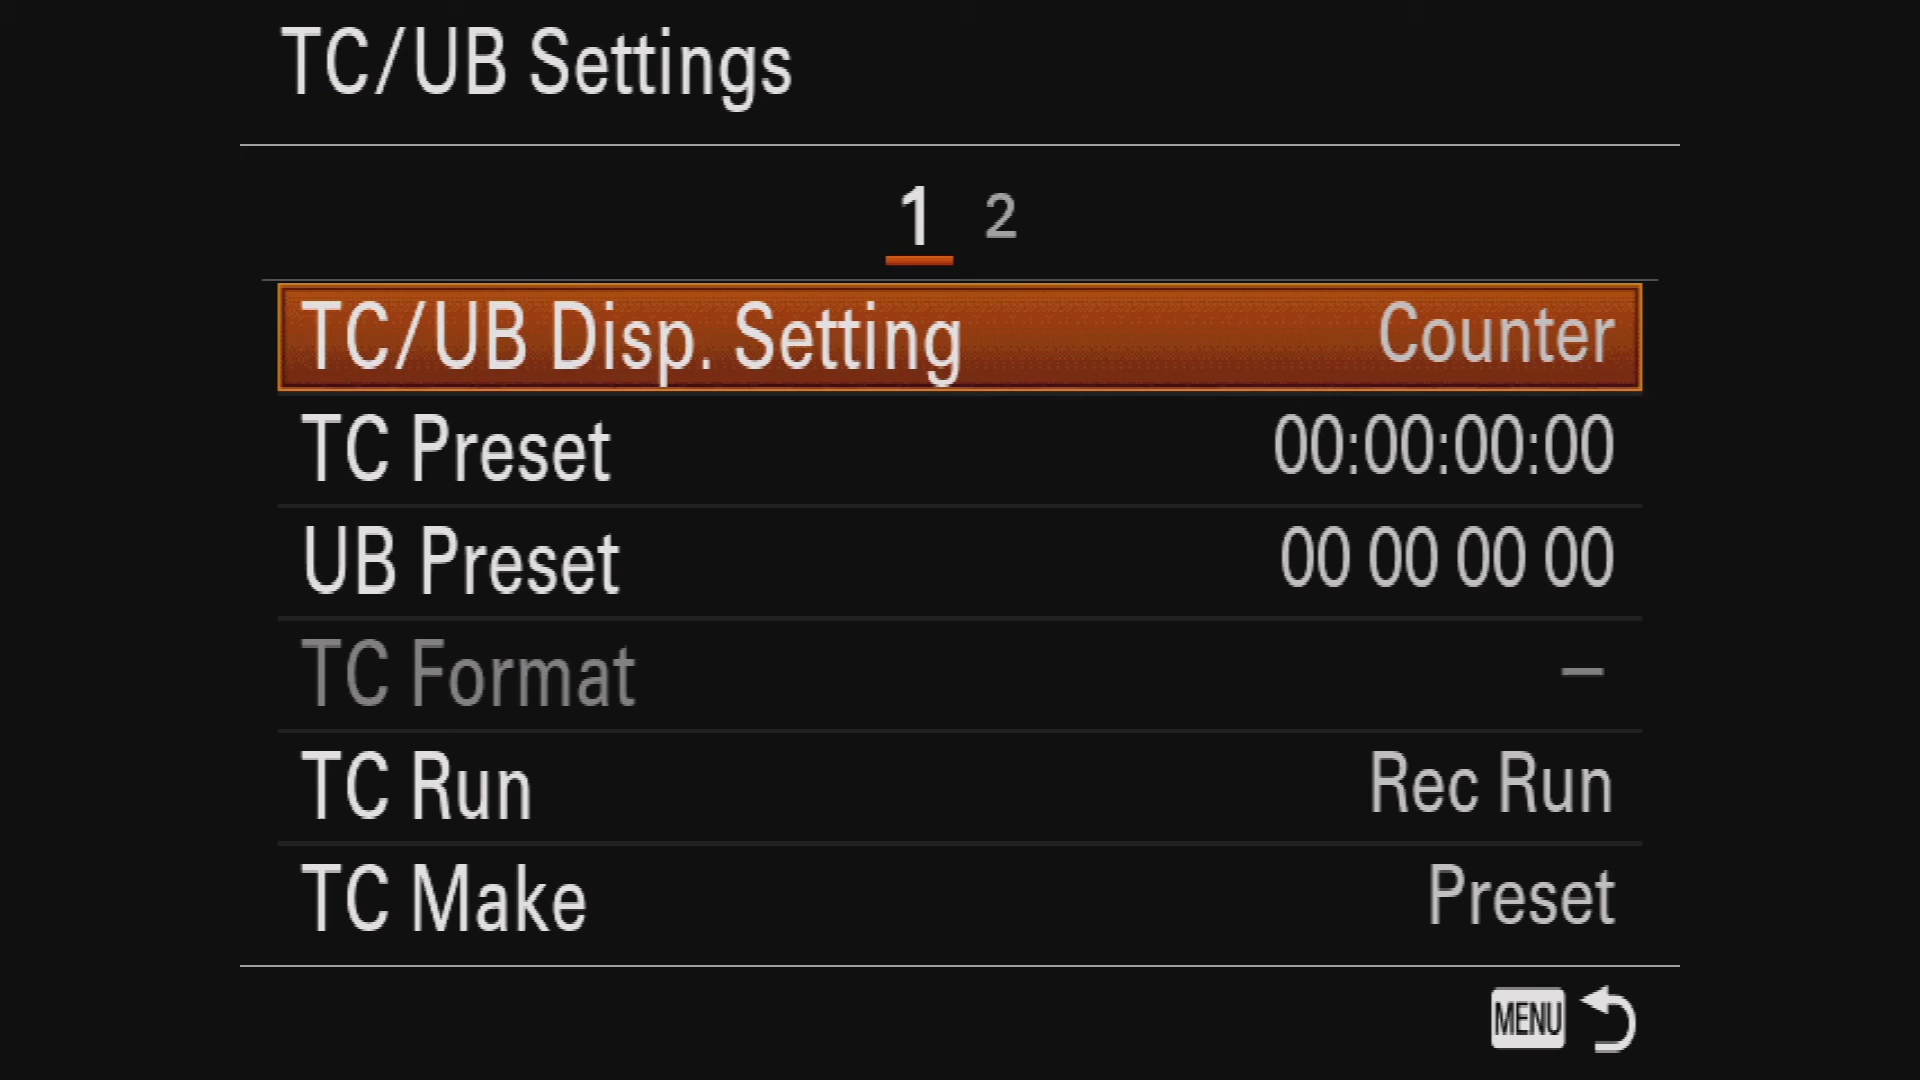 TC/UB Settings
1 2
TC/UB Disp. Setting Counter
TC Preset 00:00:00:00
UB Preset 00 00 00 00
TC Format –
TC Run Rec Run
TC Make Preset
MENU